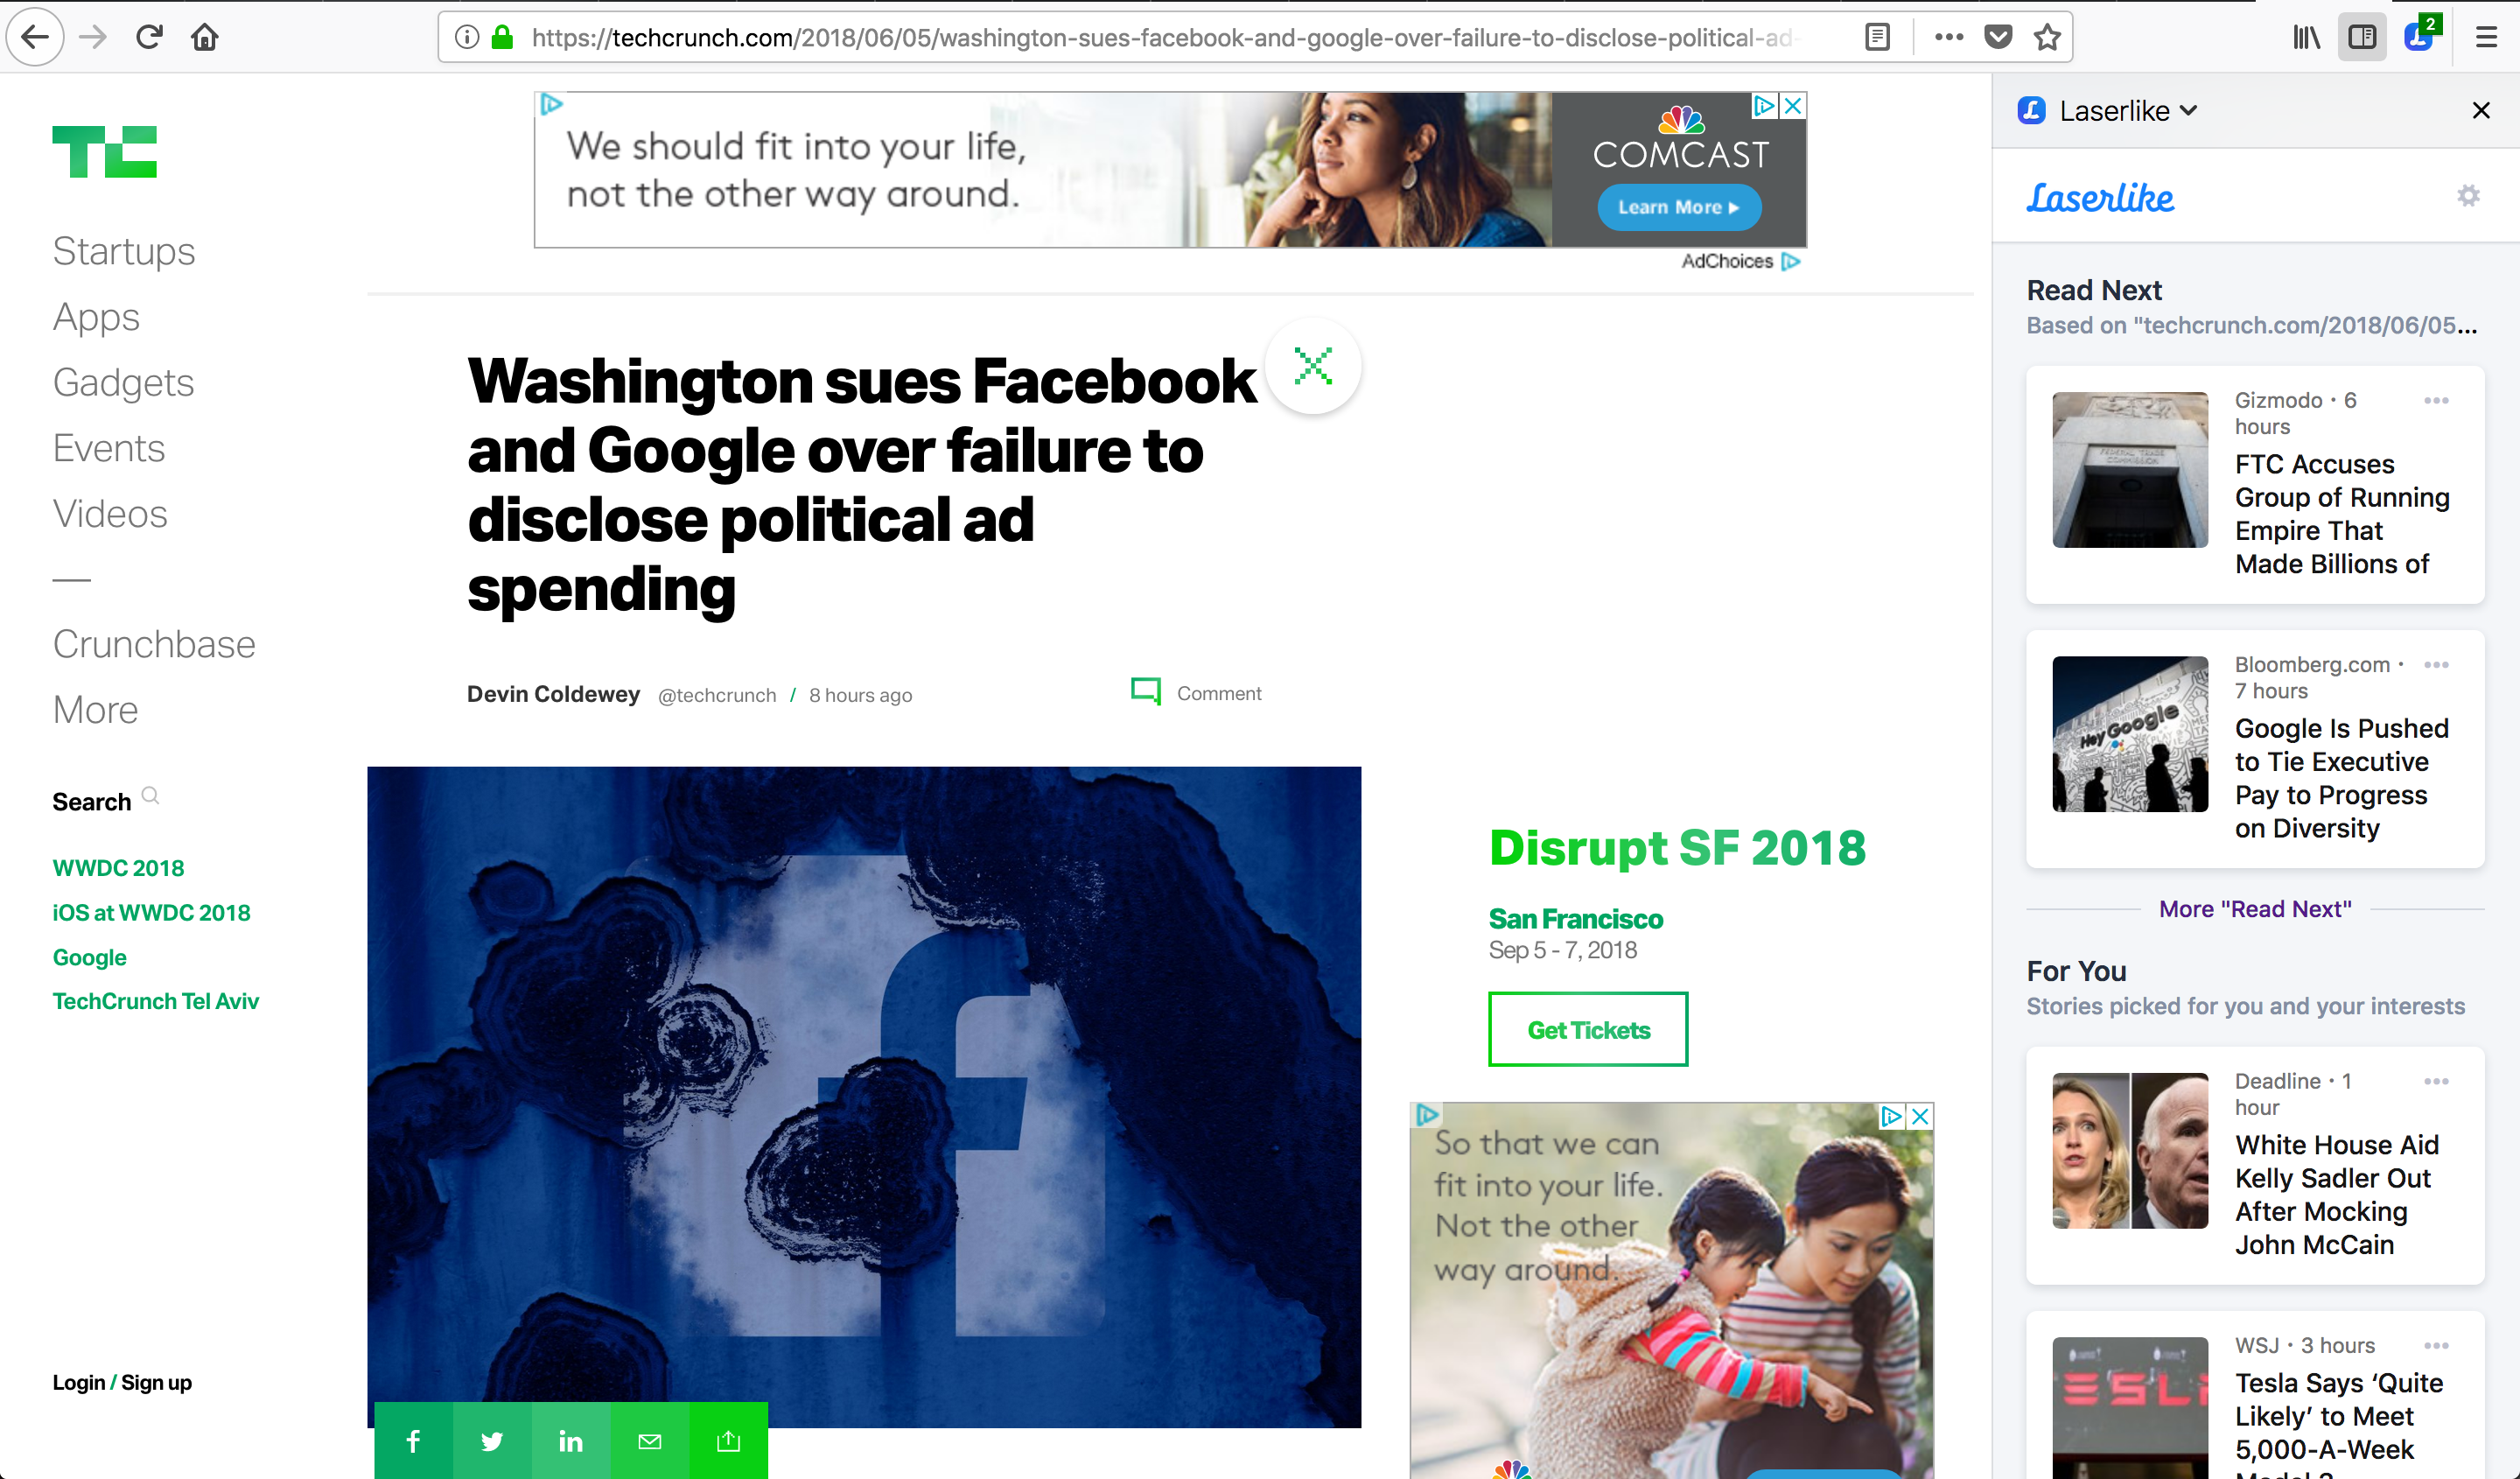 https://techcrunch.com/2018/06/05/washington-sues-facebook-and-google-over-failure-to-disclose-political-ad-
2
TC
Startups
Apps
Gadgets
Events
Videos
Crunchbase
More
Search
WWDC 2018
iOS at WWDC 2018
Google
TechCrunch Tel Aviv
Login / Sign up
We should fit into your life,
not the other way around.
COMCAST
Learn More
AdChoices
Washington sues Facebook
and Google over failure to
disclose political ad
spending
Devin Coldewey @techcrunch / 8 hours ago
Comment
Disrupt SF 2018
San Francisco
Sep 5 - 7, 2018
Get Tickets
So that we can
fit into your life.
Not the other
way around.
Laserlike
Laserlike
Read Next
Based on "techcrunch.com/2018/06/05...
FEDERAL TRADE
COMMISSION
Gizmodo • 6
hours
FTC Accuses
Group of Running
Empire That
Made Billions of
Hey Google
Bloomberg.com •
7 hours
Google Is Pushed
to Tie Executive
Pay to Progress
on Diversity
More "Read Next"
For You
Stories picked for you and your interests
Deadline • 1
hour
White House Aid
Kelly Sadler Out
After Mocking
John McCain
WSJ • 3 hours
Tesla Says ‘Quite
Likely’ to Meet
5,000-A-Week